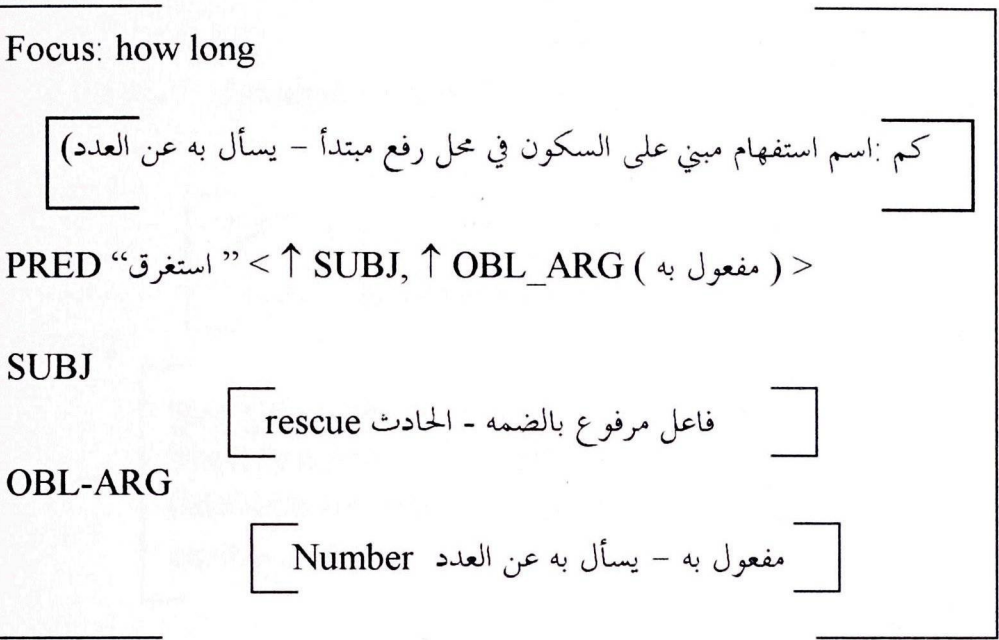 Focus: how long
كم :اسم استفهام مبني على السكون في محل رفع مبتدأ – يسأل به عن العدد)
PRED “استغرق” < ↑ SUBJ, ↑ OBL_ARG ( مفعول به ) >
SUBJ
فاعل مرفوع بالضمه - الحادث rescue
OBL-ARG
مفعول به – يسأل به عن العدد Number